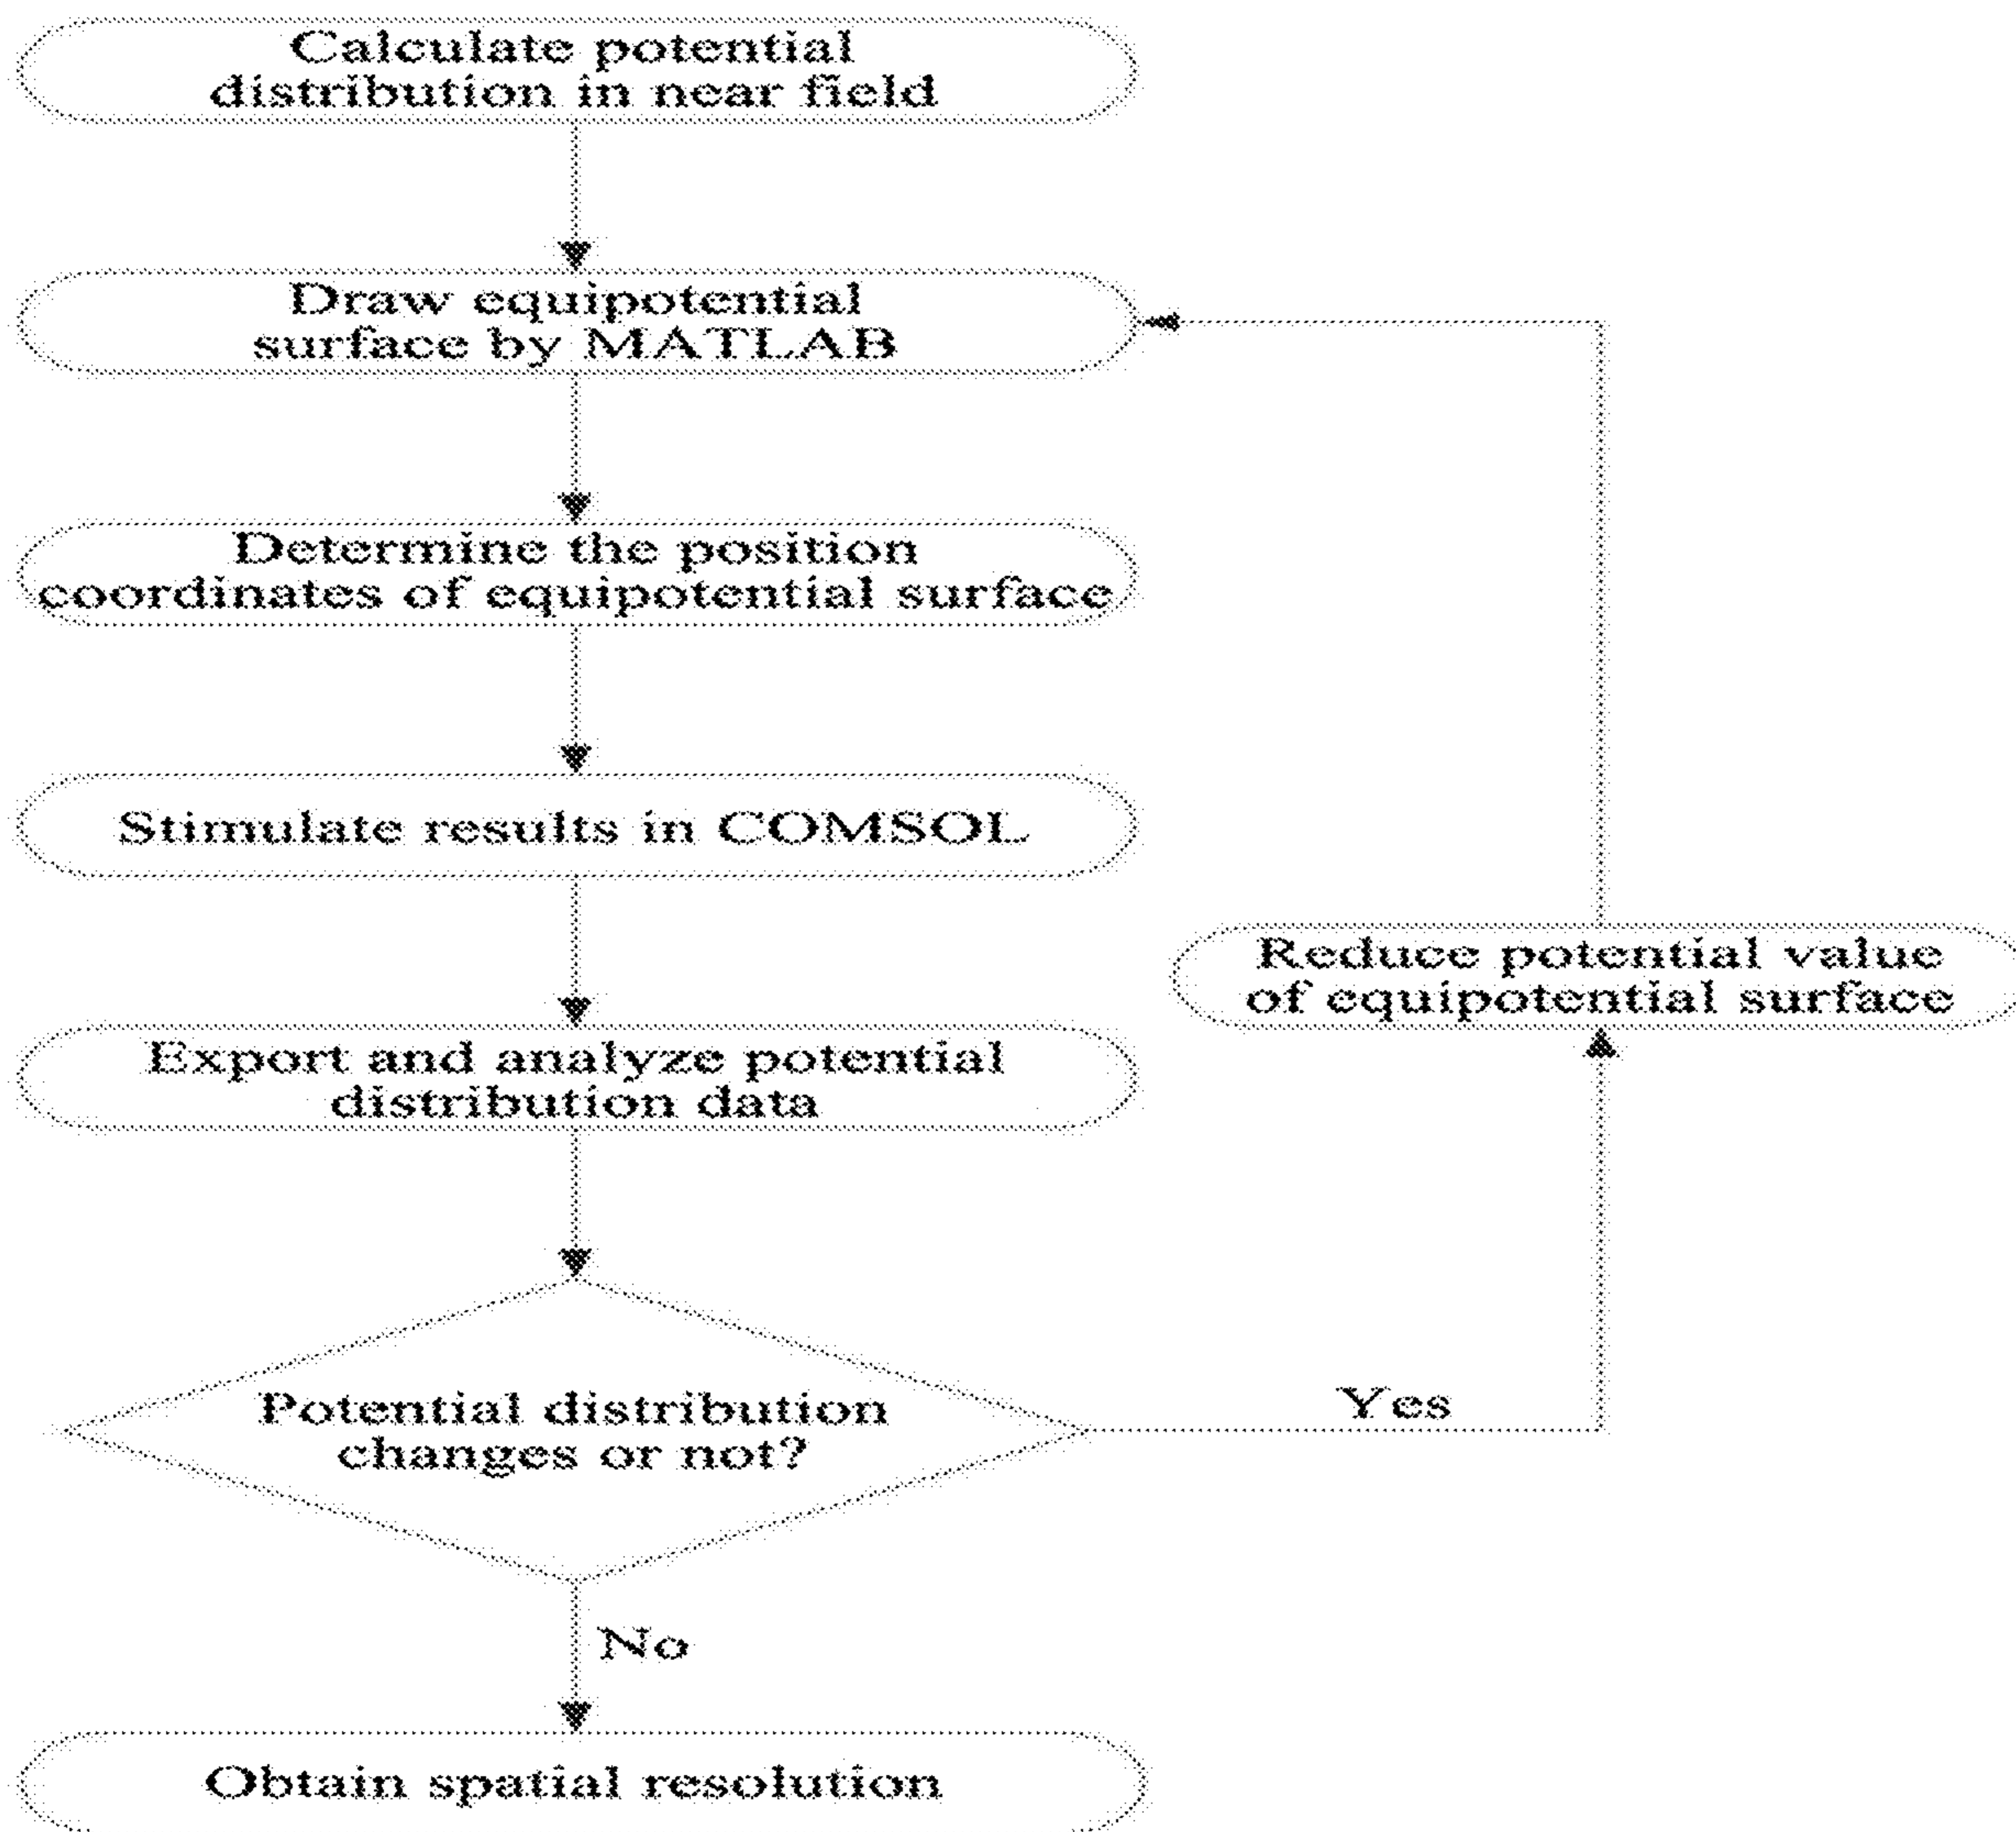 Calculate potential
distribution in near field
Draw equipotential
surface by MATLAB
Determine the position
coordinates of equipotential surface
Stimulate results in COMSOL
Reduce potential value
of equipotential surface
Export and analyze potential
distribution data
Potential distribution
changes or not?
Yes
No
Obtain spatial resolution